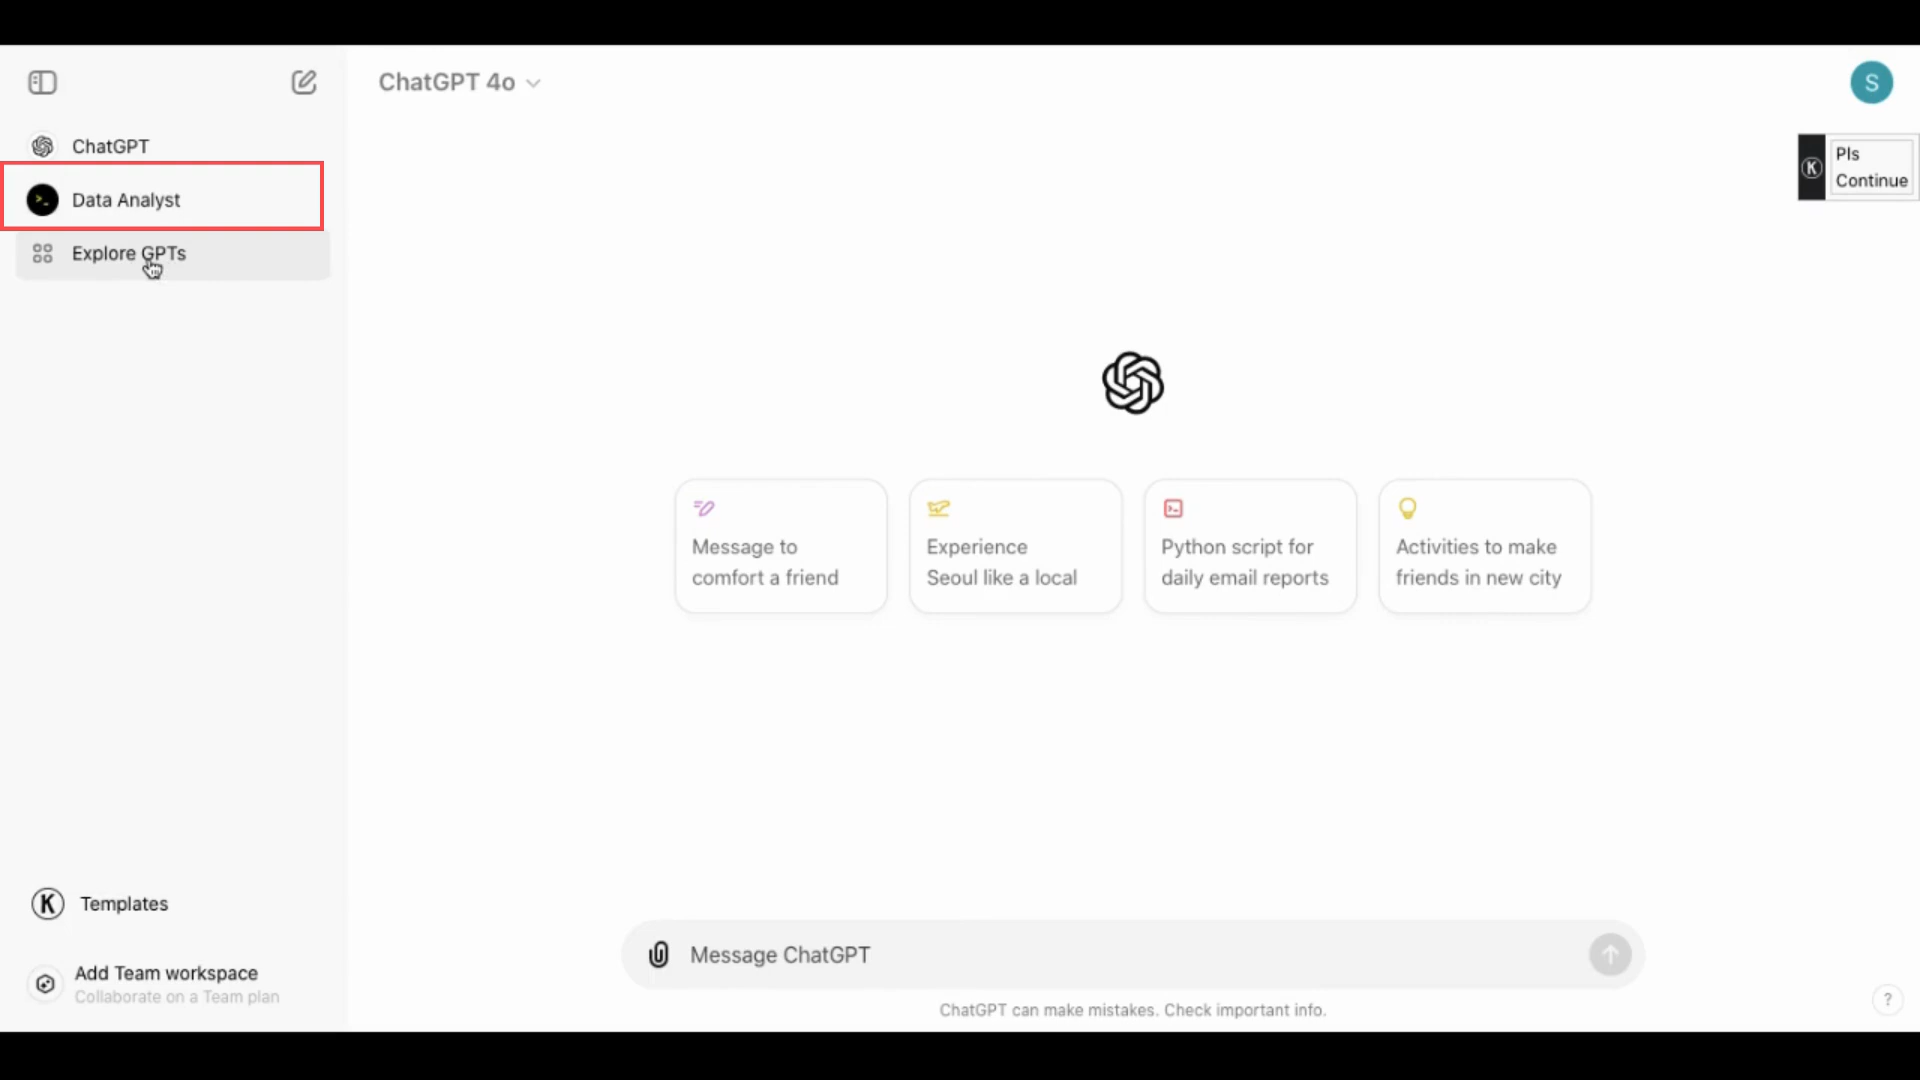 ChatGPT 4o
S
ChatGPT
Data Analyst
Explore GPTs
K
Pls
Continue
Message to
comfort a friend
Experience
Seoul like a local
Python script for
daily email reports
Activities to make
friends in new city
K Templates
Add Team workspace
Collaborate on a Team plan
Message ChatGPT
ChatGPT can make mistakes. Check important info.
?